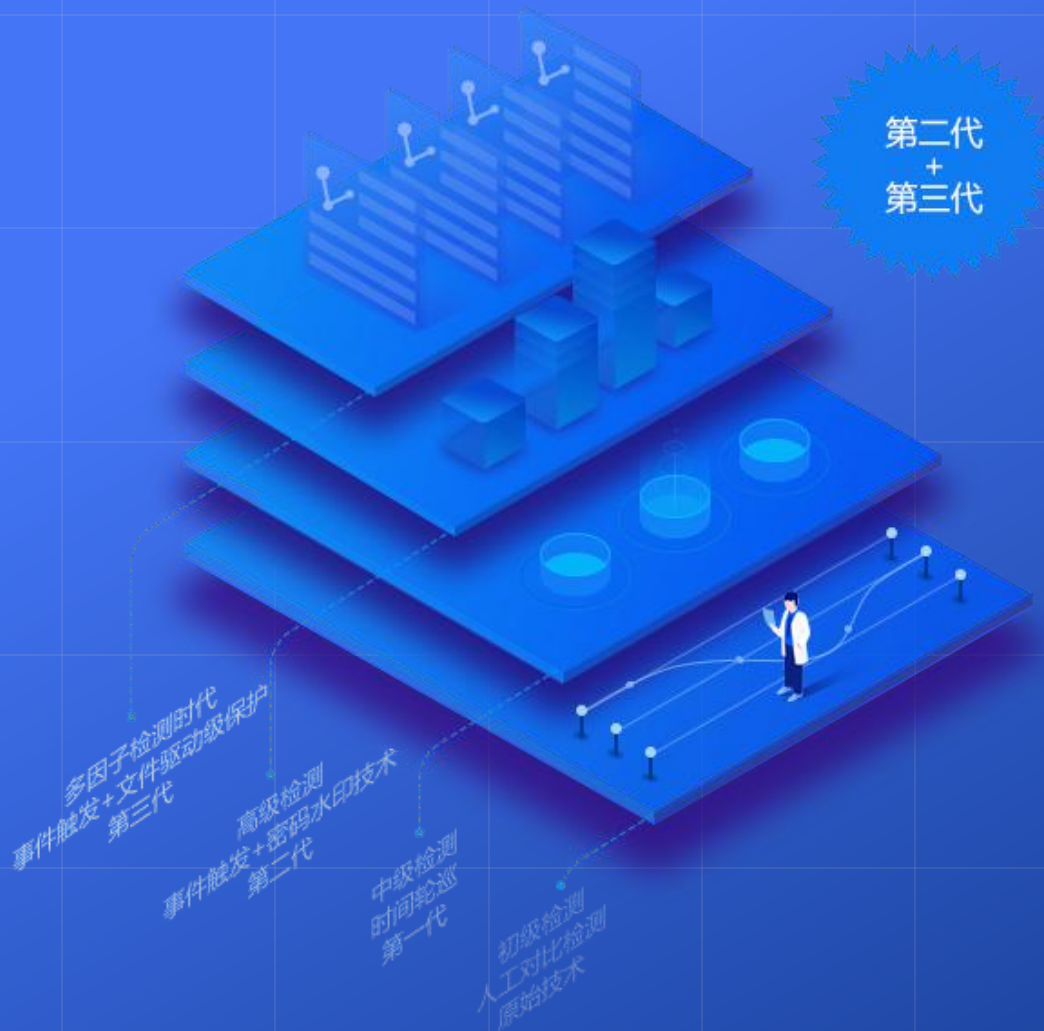 第二代
+
第三代
多因子检测时代
事件触发+文件驱动级保护
第三代
高级检测
事件触发+密码水印技术
第二代
中级检测
时间轮巡
第一代
初级检测
人工对比检测
原始技术